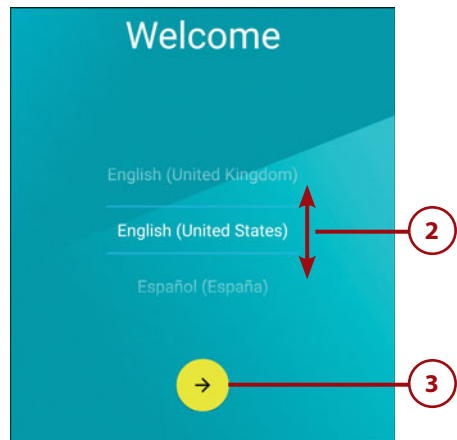 Welcome
English (United Kingdom)
English (United States)
2
Español (España)
3